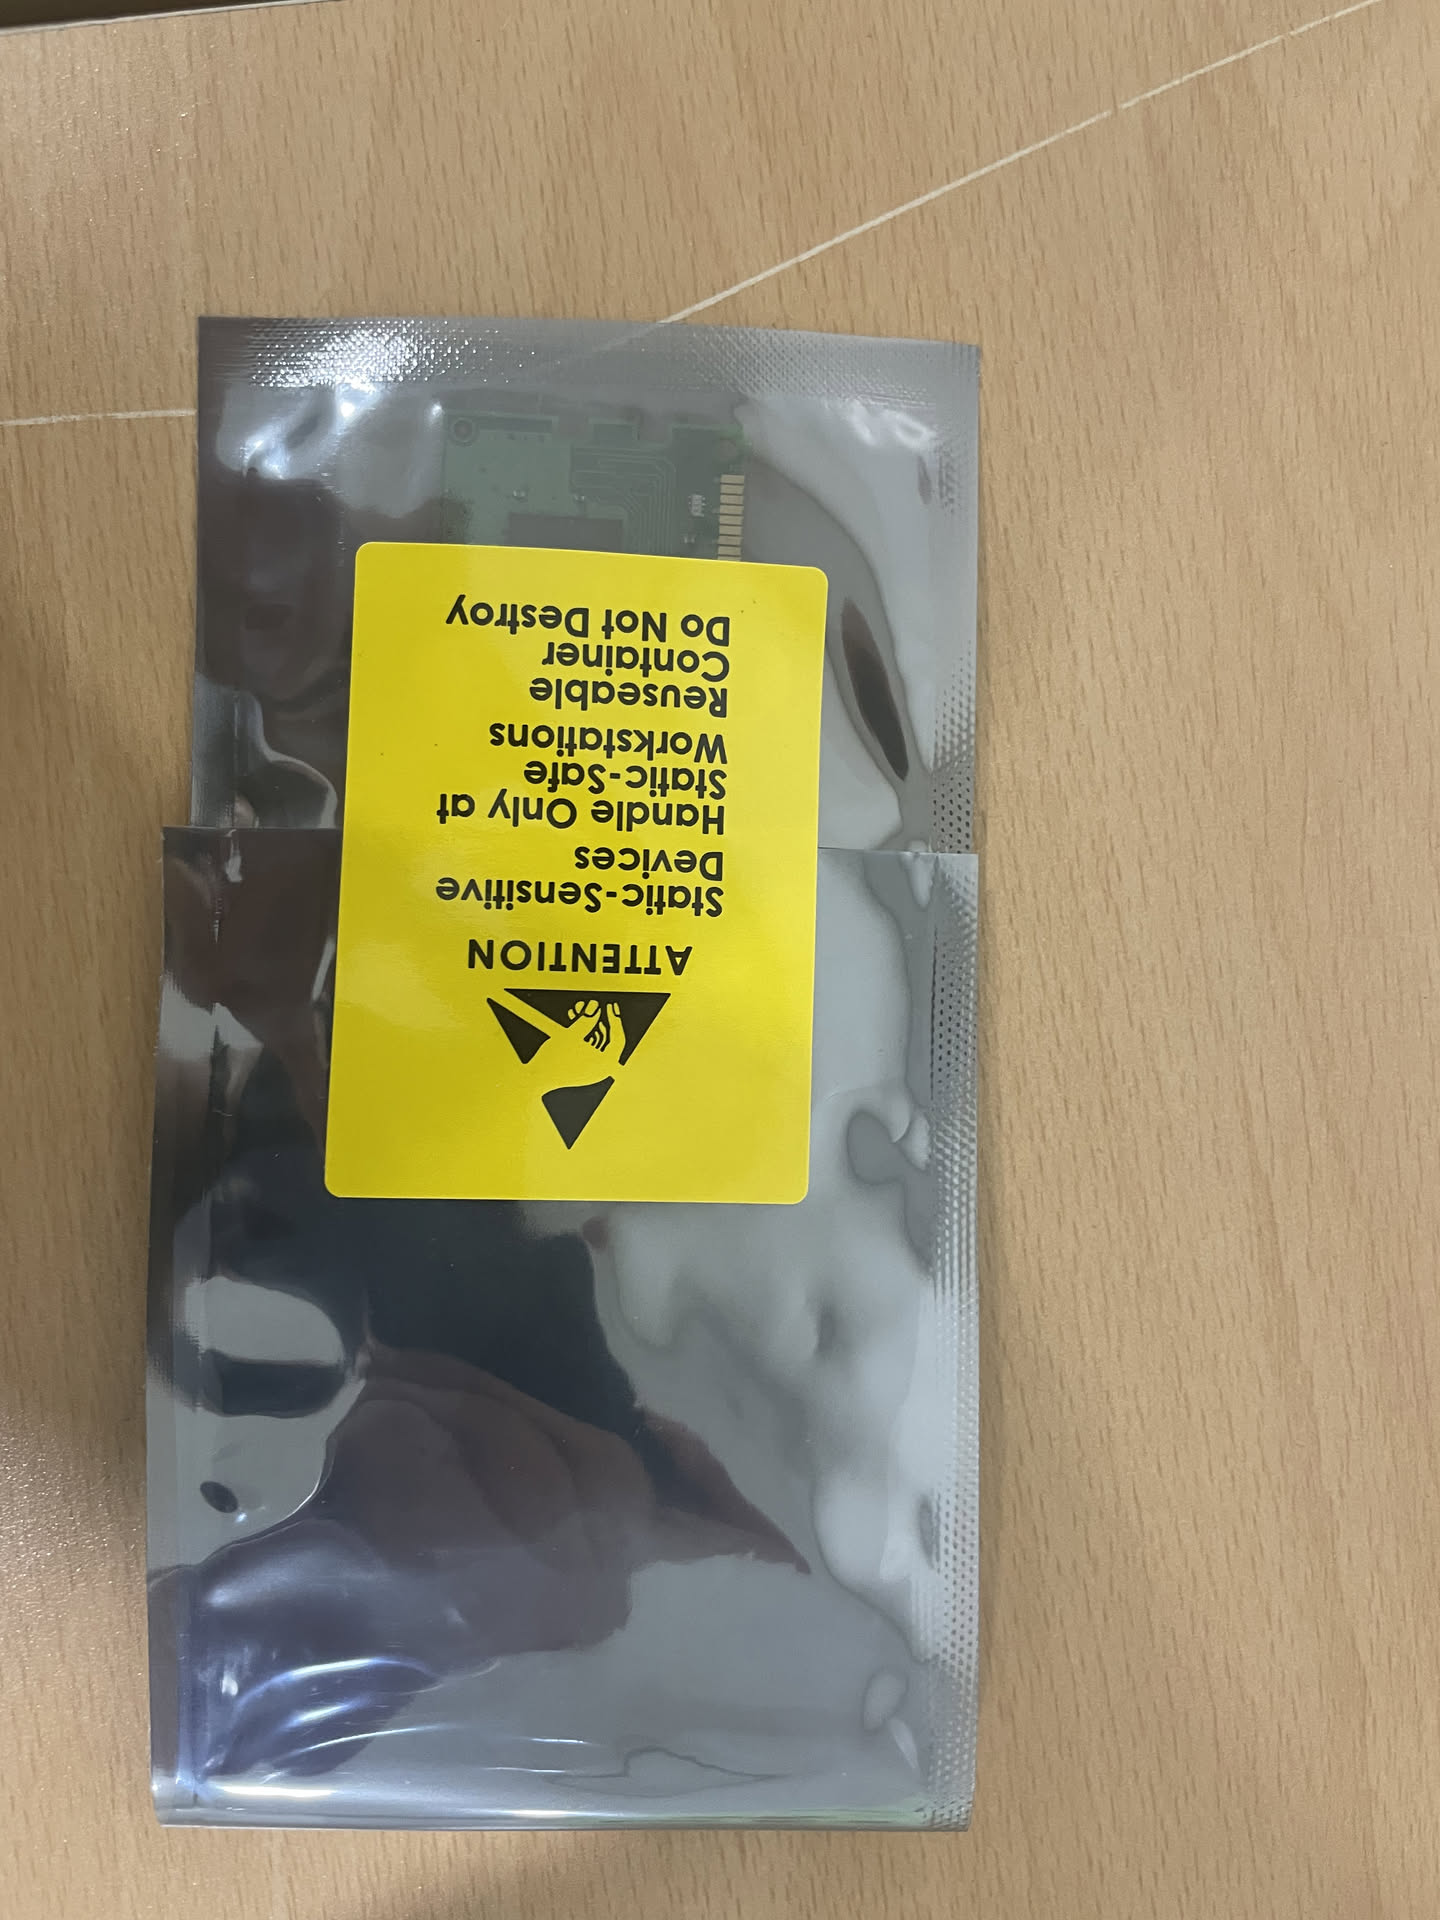 ATTENTION
Static-Sensitive
Devices
Handle Only at
Static-Safe
Workstations
Reuseable
Container
Do Not Destroy